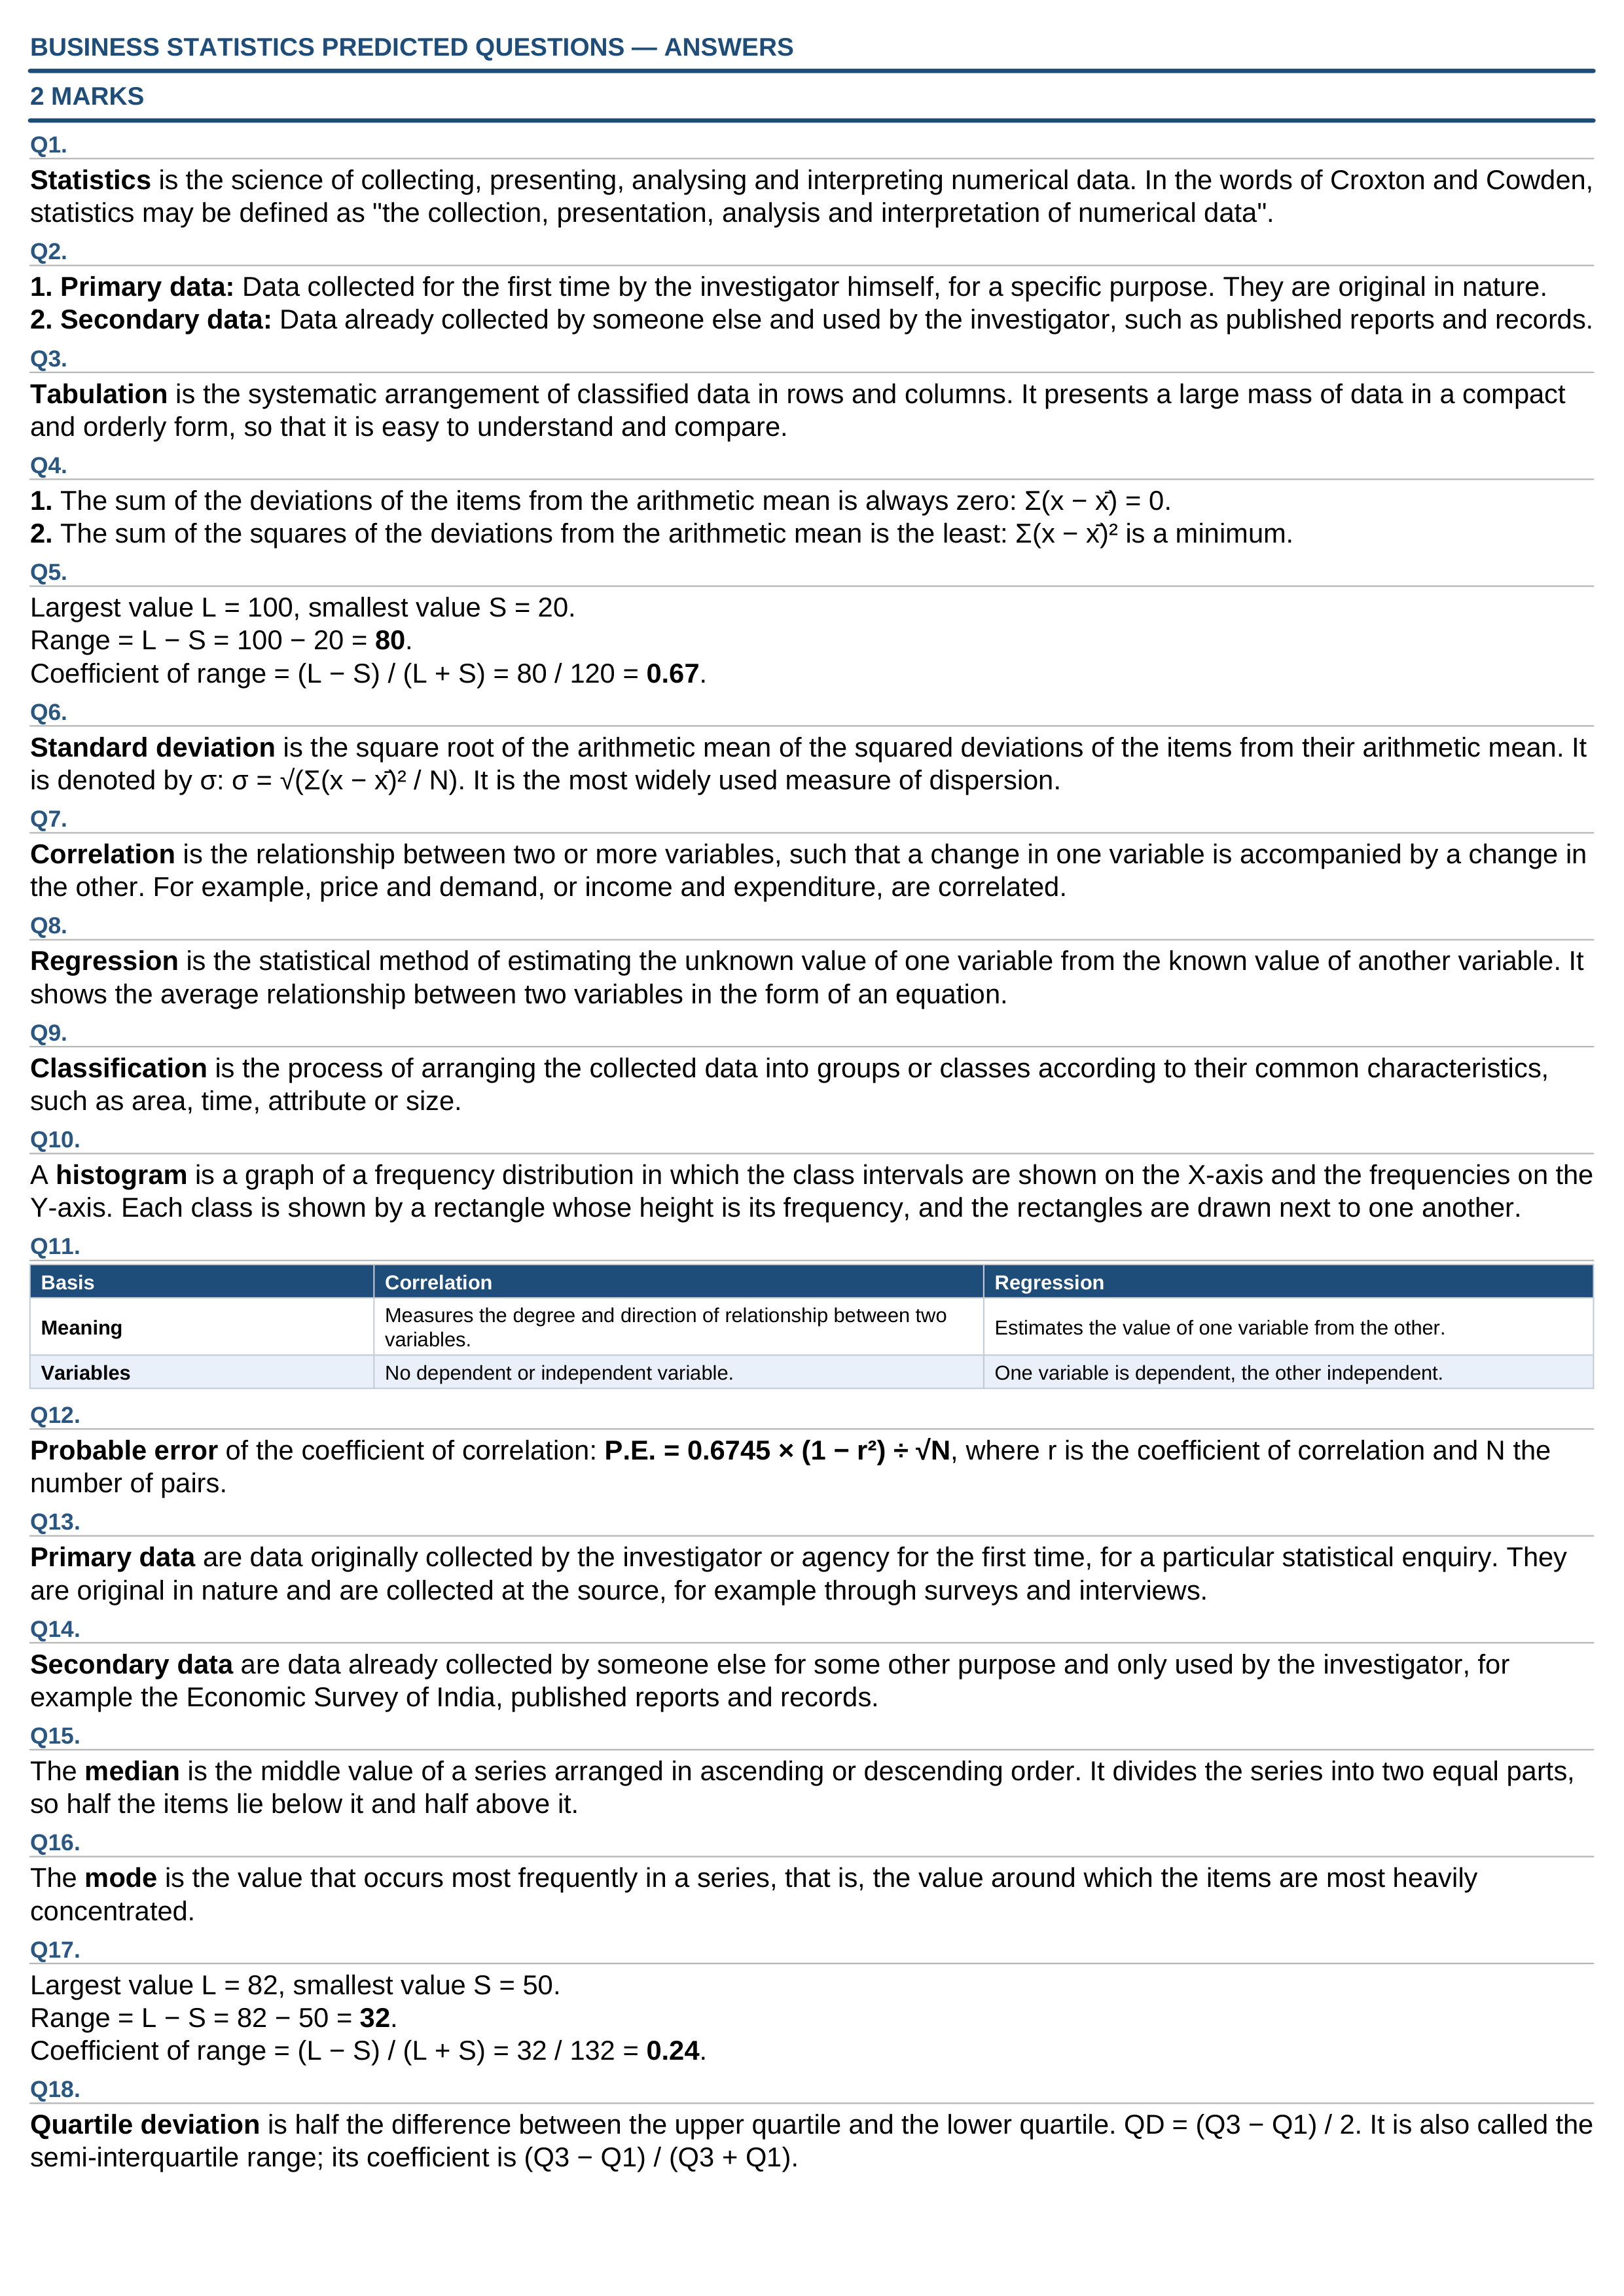 BUSINESS STATISTICS PREDICTED QUESTIONS — ANSWERS
2 MARKS
Q1.
Statistics is the science of collecting, presenting, analysing and interpreting numerical data. In the words of Croxton and Cowden,
statistics may be defined as "the collection, presentation, analysis and interpretation of numerical data".
Q2.
1. Primary data: Data collected for the first time by the investigator himself, for a specific purpose. They are original in nature.
2. Secondary data: Data already collected by someone else and used by the investigator, such as published reports and records.
Q3.
Tabulation is the systematic arrangement of classified data in rows and columns. It presents a large mass of data in a compact
and orderly form, so that it is easy to understand and compare.
Q4.
1. The sum of the deviations of the items from the arithmetic mean is always zero: Σ(x − x̄) = 0.
2. The sum of the squares of the deviations from the arithmetic mean is the least: Σ(x − x̄)² is a minimum.
Q5.
Largest value L = 100, smallest value S = 20.
Range = L − S = 100 − 20 = 80.
Coefficient of range = (L − S) / (L + S) = 80 / 120 = 0.67.
Q6.
Standard deviation is the square root of the arithmetic mean of the squared deviations of the items from their arithmetic mean. It
is denoted by σ: σ = √(Σ(x − x̄)² / N). It is the most widely used measure of dispersion.
Q7.
Correlation is the relationship between two or more variables, such that a change in one variable is accompanied by a change in
the other. For example, price and demand, or income and expenditure, are correlated.
Q8.
Regression is the statistical method of estimating the unknown value of one variable from the known value of another variable. It
shows the average relationship between two variables in the form of an equation.
Q9.
Classification is the process of arranging the collected data into groups or classes according to their common characteristics,
such as area, time, attribute or size.
Q10.
A histogram is a graph of a frequency distribution in which the class intervals are shown on the X-axis and the frequencies on the
Y-axis. Each class is shown by a rectangle whose height is its frequency, and the rectangles are drawn next to one another.
Q11.
Basis Correlation Regression
Meaning Measures the degree and direction of relationship between two
variables. Estimates the value of one variable from the other.
Variables No dependent or independent variable. One variable is dependent, the other independent.
Q12.
Probable error of the coefficient of correlation: P.E. = 0.6745 × (1 − r²) ÷ √N, where r is the coefficient of correlation and N the
number of pairs.
Q13.
Primary data are data originally collected by the investigator or agency for the first time, for a particular statistical enquiry. They
are original in nature and are collected at the source, for example through surveys and interviews.
Q14.
Secondary data are data already collected by someone else for some other purpose and only used by the investigator, for
example the Economic Survey of India, published reports and records.
Q15.
The median is the middle value of a series arranged in ascending or descending order. It divides the series into two equal parts,
so half the items lie below it and half above it.
Q16.
The mode is the value that occurs most frequently in a series, that is, the value around which the items are most heavily
concentrated.
Q17.
Largest value L = 82, smallest value S = 50.
Range = L − S = 82 − 50 = 32.
Coefficient of range = (L − S) / (L + S) = 32 / 132 = 0.24.
Q18.
Quartile deviation is half the difference between the upper quartile and the lower quartile. QD = (Q3 − Q1) / 2. It is also called the
semi-interquartile range; its coefficient is (Q3 − Q1) / (Q3 + Q1).